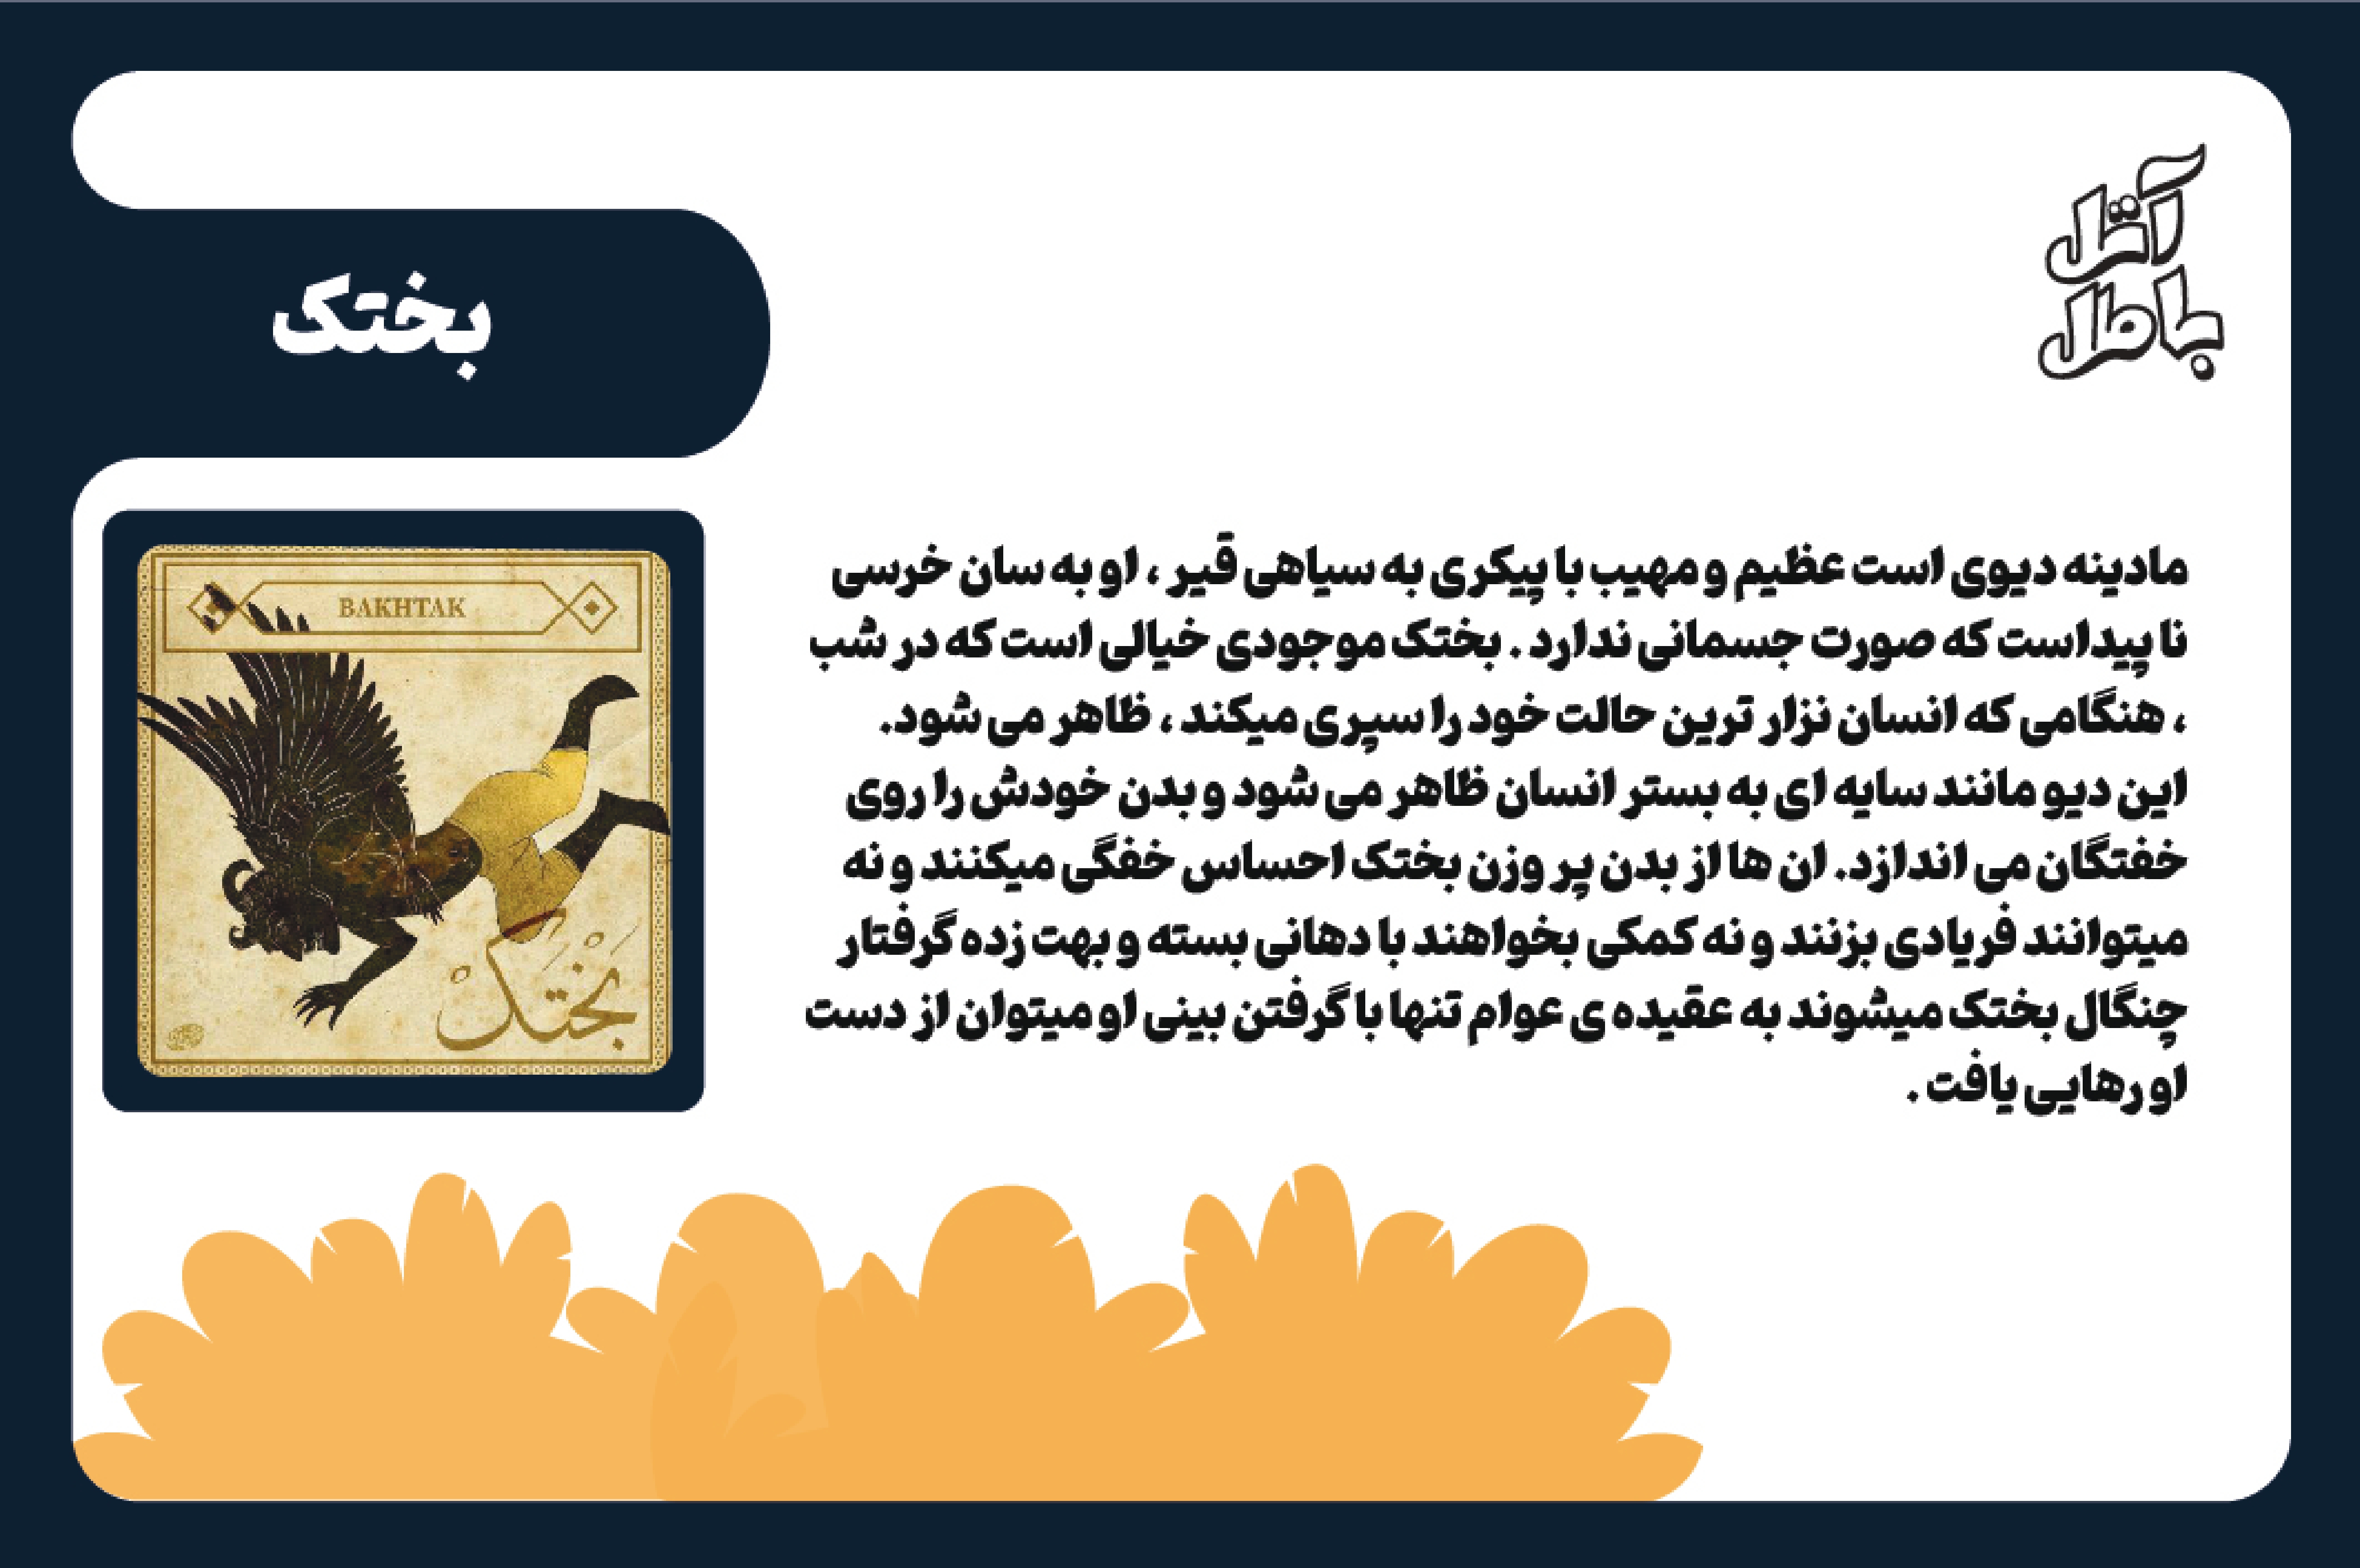 آتل
باطل
بختک
BAKHTAK
بختک
مادینه دیوی است عظیم و مهیب با پیکری به سیاهی قیر ، او به سان خرسی
نا پیداست که صورت جسمانی ندارد . بختک موجودی خیالی است که در شب
، هنگامی که انسان نزار ترین حالت خود را سپری میکند ، ظاهر می شود.
این دیو مانند سایه ای به بستر انسان ظاهر می شود و بدن خودش را روی
خفتگان می اندازد. ان ها از بدن پر وزن بختک احساس خفگی میکنند و نه
میتوانند فریادی بزنند و نه کمکی بخواهند با دهانی بسته و بهت زده گرفتار
چنگال بختک میشوند به عقیده ی عوام تنها با گرفتن بینی او میتوان از دست
او رهایی یافت .